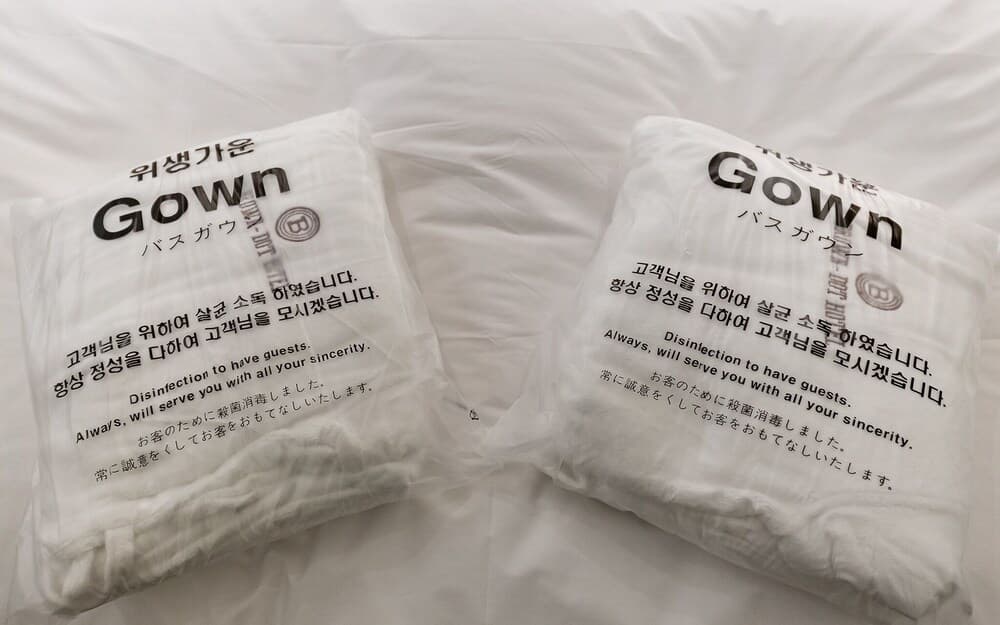 위생가운
Gown
バスガウン
B
고객님을 위하여 살균 소독 하였습니다.
항상 정성을 다하여 고객님을 모시겠습니다.
Disinfection to have guests.
Always, will serve you with all your sincerity.
お客のために殺菌消毒しました。
常に誠意をくしてお客をおもてなしいたします。
위생가운
Gown
バスガウン
B
고객님을 위하여 살균 소독 하였습니다.
항상 정성을 다하여 고객님을 모시겠습니다.
Disinfection to have guests.
Always, will serve you with all your sincerity.
お客のために殺菌消毒しました。
常に誠意をくしてお客をおもてなしいたします。